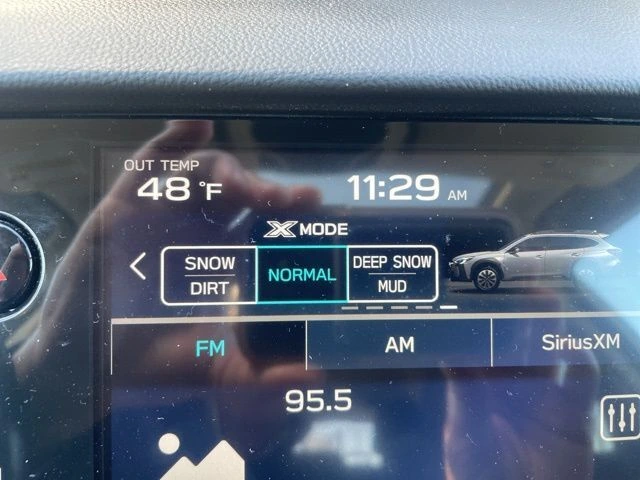 OUT TEMP
48 °F 11:29 AM
X MODE
SNOW NORMAL DEEP SNOW
DIRT MUD
FM AM SiriusXM
95.5